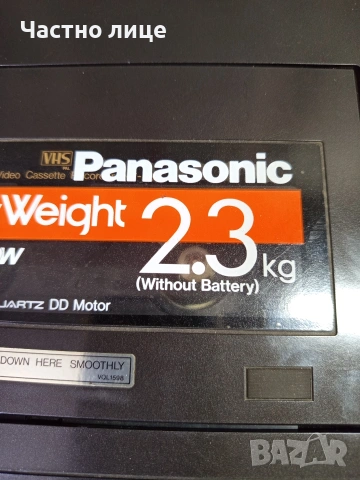 Частно лице
VHS
Video Cassette Recorder
Panasonic
Weight 2.3 kg
W
(Without Battery)
UARTZ DD Motor
DOWN HERE SMOOTHLY
VQL1598
BAZAR